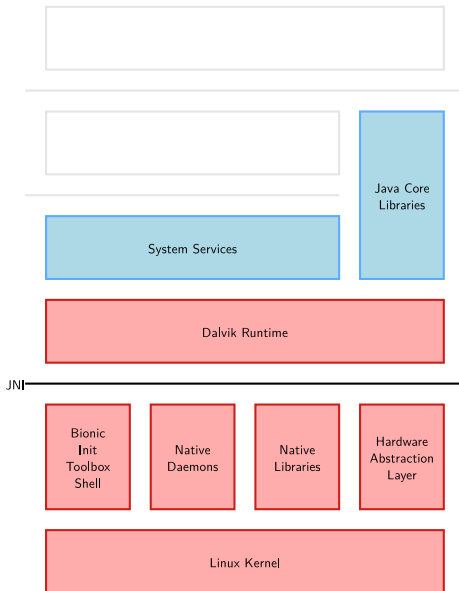 Java Core
Libraries
System Services
Dalvik Runtime
JNI
Bionic
Init
Toolbox
Shell
Native
Daemons
Native
Libraries
Hardware
Abstraction
Layer
Linux Kernel